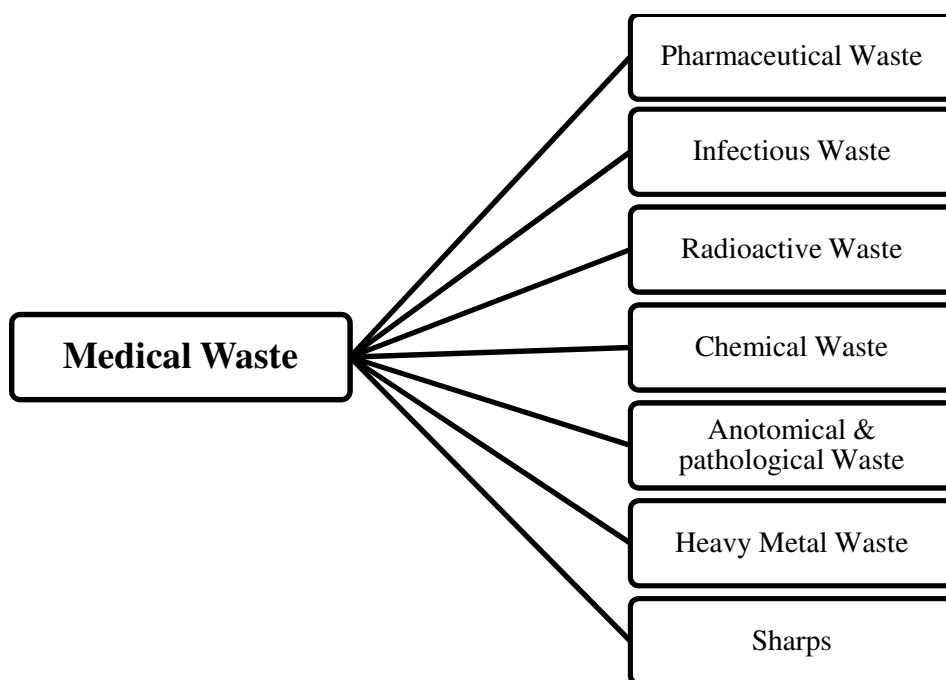 Pharmaceutical Waste
Infectious Waste
Radioactive Waste
Medical Waste
Chemical Waste
Anotomical &
pathological Waste
Heavy Metal Waste
Sharps